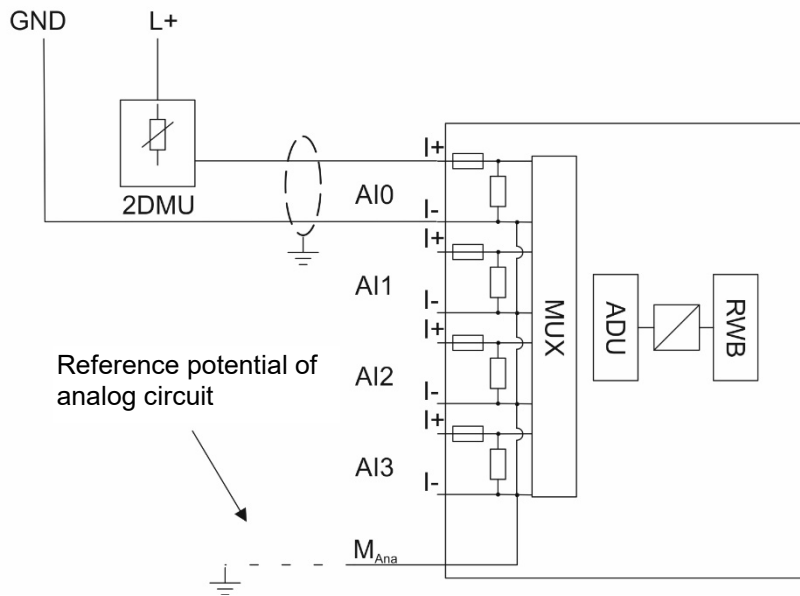 GND L+
2DMU
I+
AI0
I-
I+
AI1
I-
I+
AI2
I-
I+
AI3
I-
MUX
ADU
RWB
Reference potential of
analog circuit
MAna